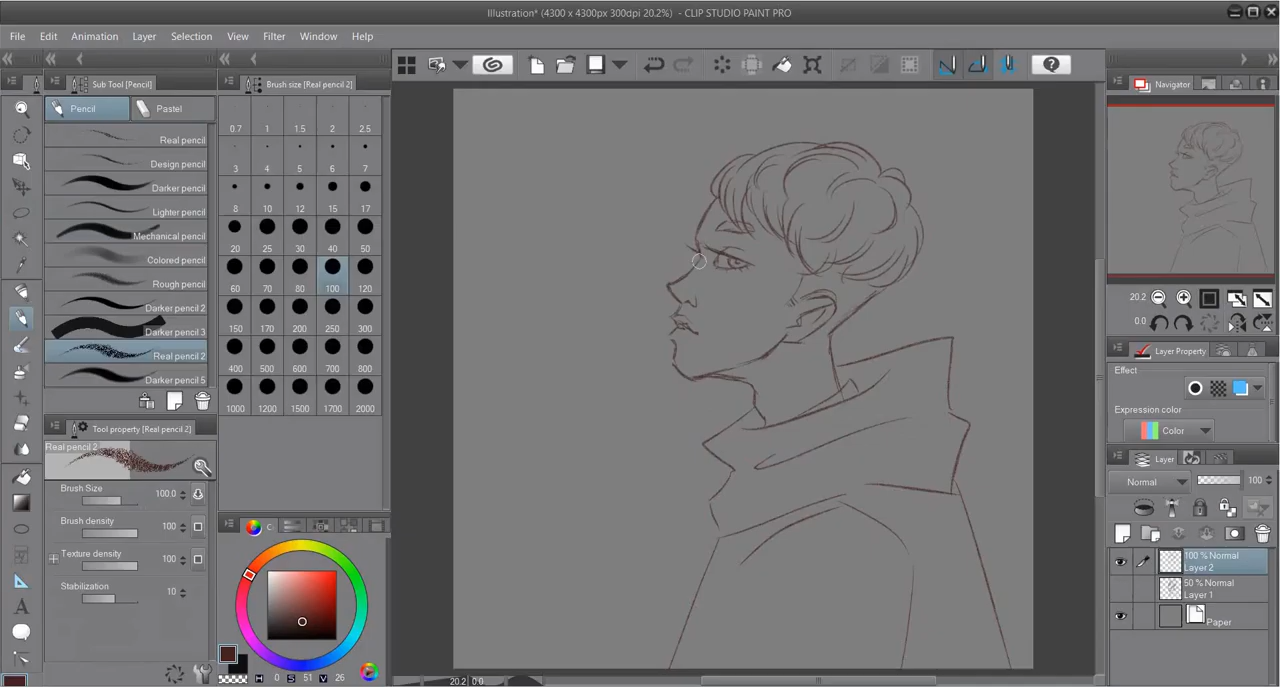 Illustration* (4300 x 4300px 300dpi 20.2%) - CLIP STUDIO PAINT PRO
File Edit Animation Layer Selection View Filter Window Help
Sub Tool [Pencil]
Pencil Pastel
Real pencil
Design pencil
Darker pencil
Lighter pencil
Mechanical pencil
Colored pencil
Rough pencil
Darker pencil 2
Darker pencil 3
Real pencil 2
Darker pencil 5
Tool property [Real pencil 2]
Real pencil 2
Brush Size 100.0
Brush density 100
Texture density 100
Stabilization 10
Brush size [Real pencil 2]
0.7 1 1.5 2 2.5
3 4 5 6 7
8 10 12 15 17
20 25 30 40 50
60 70 80 100 120
150 170 200 250 300
400 500 600 700 800
1000 1200 1500 1700 2000
C
H 0 S 51 V 26
20.2 0.0
Navigator
20.2
0.0
Layer Property
Effect
Expression color
Color
Layer
Normal 100
100 % Normal
Layer 2
50 % Normal
Layer 1
Paper